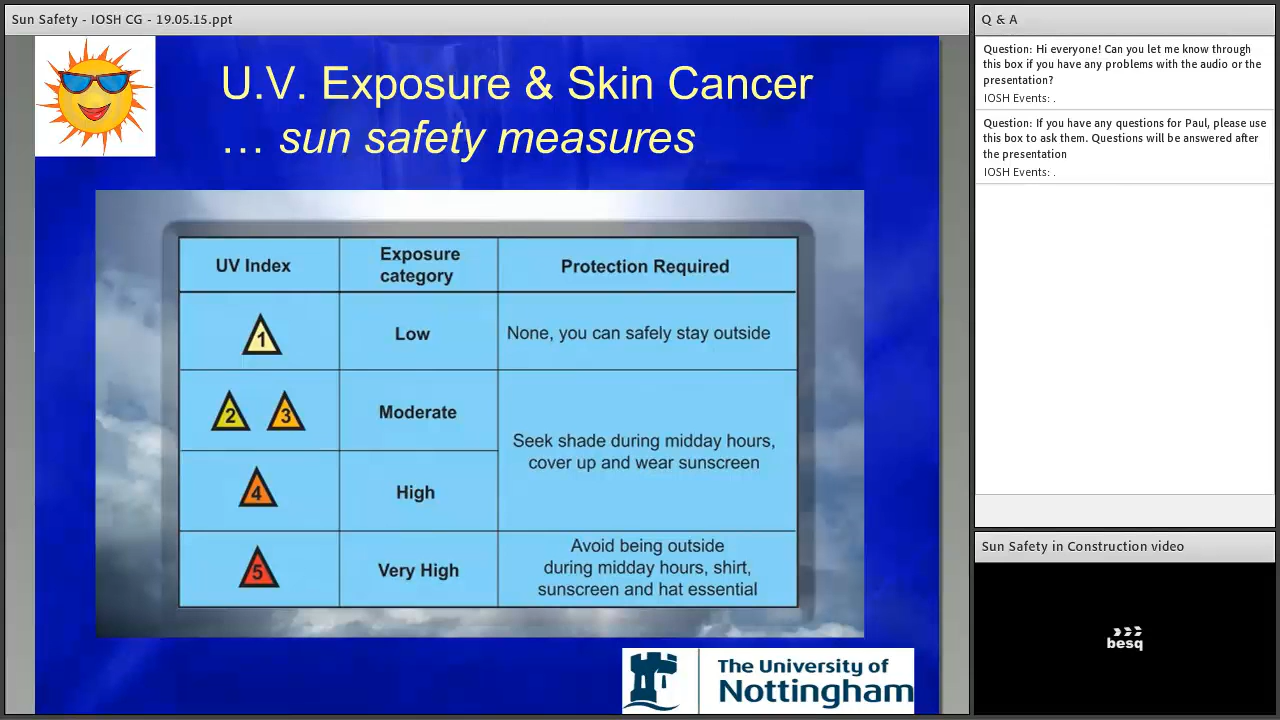 Sun Safety - IOSH CG - 19.05.15.ppt
U.V. Exposure & Skin Cancer
... sun safety measures
UV Index
Exposure
category
Protection Required
1
Low
None, you can safely stay outside
2 3
Moderate
Seek shade during midday hours,
cover up and wear sunscreen
4
High
5
Very High
Avoid being outside
during midday hours, shirt,
sunscreen and hat essential
The University of
Nottingham
Q & A
Question: Hi everyone! Can you let me know through
this box if you have any problems with the audio or the
presentation?
IOSH Events: .
Question: If you have any questions for Paul, please use
this box to ask them. Questions will be answered after
the presentation
IOSH Events: .
Sun Safety in Construction video
besq